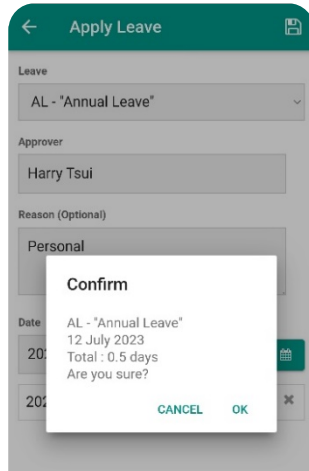 Apply Leave
Leave
AL - "Annual Leave"
Approver
Harry Tsui
Reason (Optional)
Personal
Confirm
AL - "Annual Leave"
12 July 2023
Total : 0.5 days
Are you sure?
CANCEL OK
Date